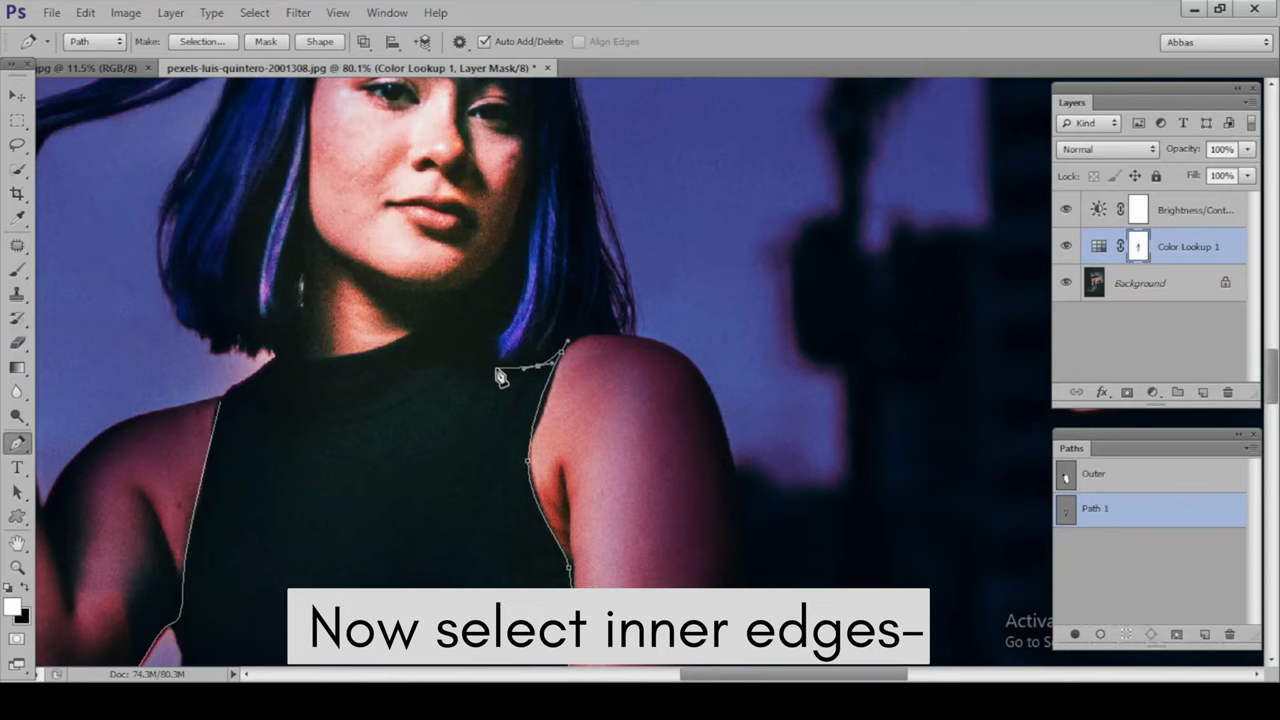 Ps File Edit Image Layer Type Select Filter View Window Help
Path Make: Selection... Mask Shape Auto Add/Delete Align Edges Abbas
.jpg @ 11.5% (RGB/8) × pexels-luis-quintero-2001308.jpg @ 80.1% (Color Lookup 1, Layer Mask/8) * ×
Layers
Kind
Normal Opacity: 100%
Lock: Fill: 100%
Brightness/Cont...
Color Lookup 1
Background
Paths
Outer
Path 1
Now select inner edges-
Activa
Go to S
Doc: 74.3M/80.3M